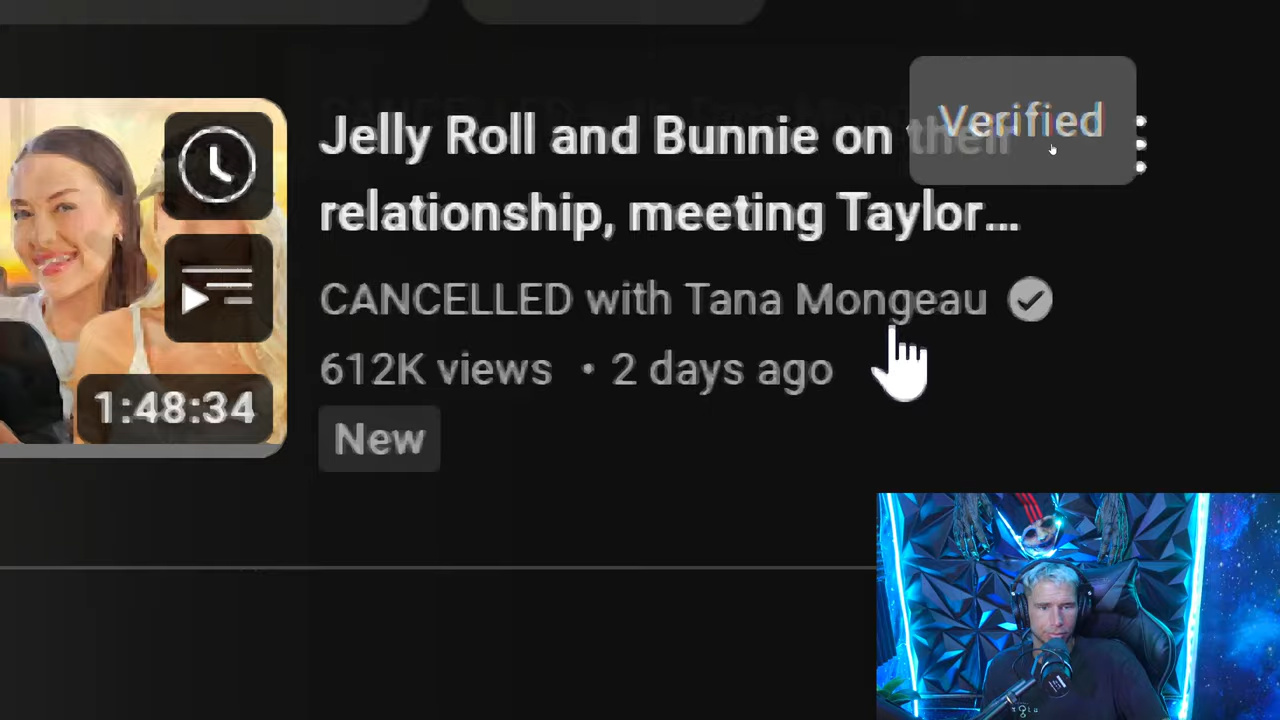 Verified
Jelly Roll and Bunnie on their
relationship, meeting Taylor...
CANCELLED with Tana Mongeau
612K views • 2 days ago
1:48:34
New